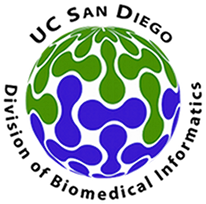 UC SAN DIEGO
Division of Biomedical Informatics